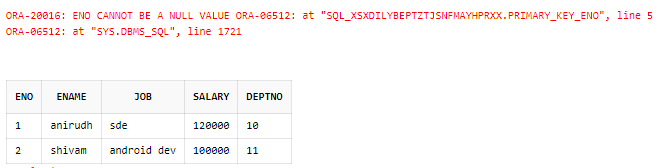 ORA-20016: ENO CANNOT BE A NULL VALUE ORA-06512: at "SQL_XSXDILYBEPTZTJSNFMAYHPRXX.PRIMARY_KEY_ENO", line 5
ORA-06512: at "SYS.DBMS_SQL", line 1721
ENO ENAME JOB SALARY DEPTNO
1 anirudh sde 120000 10
2 shivam android dev 100000 11